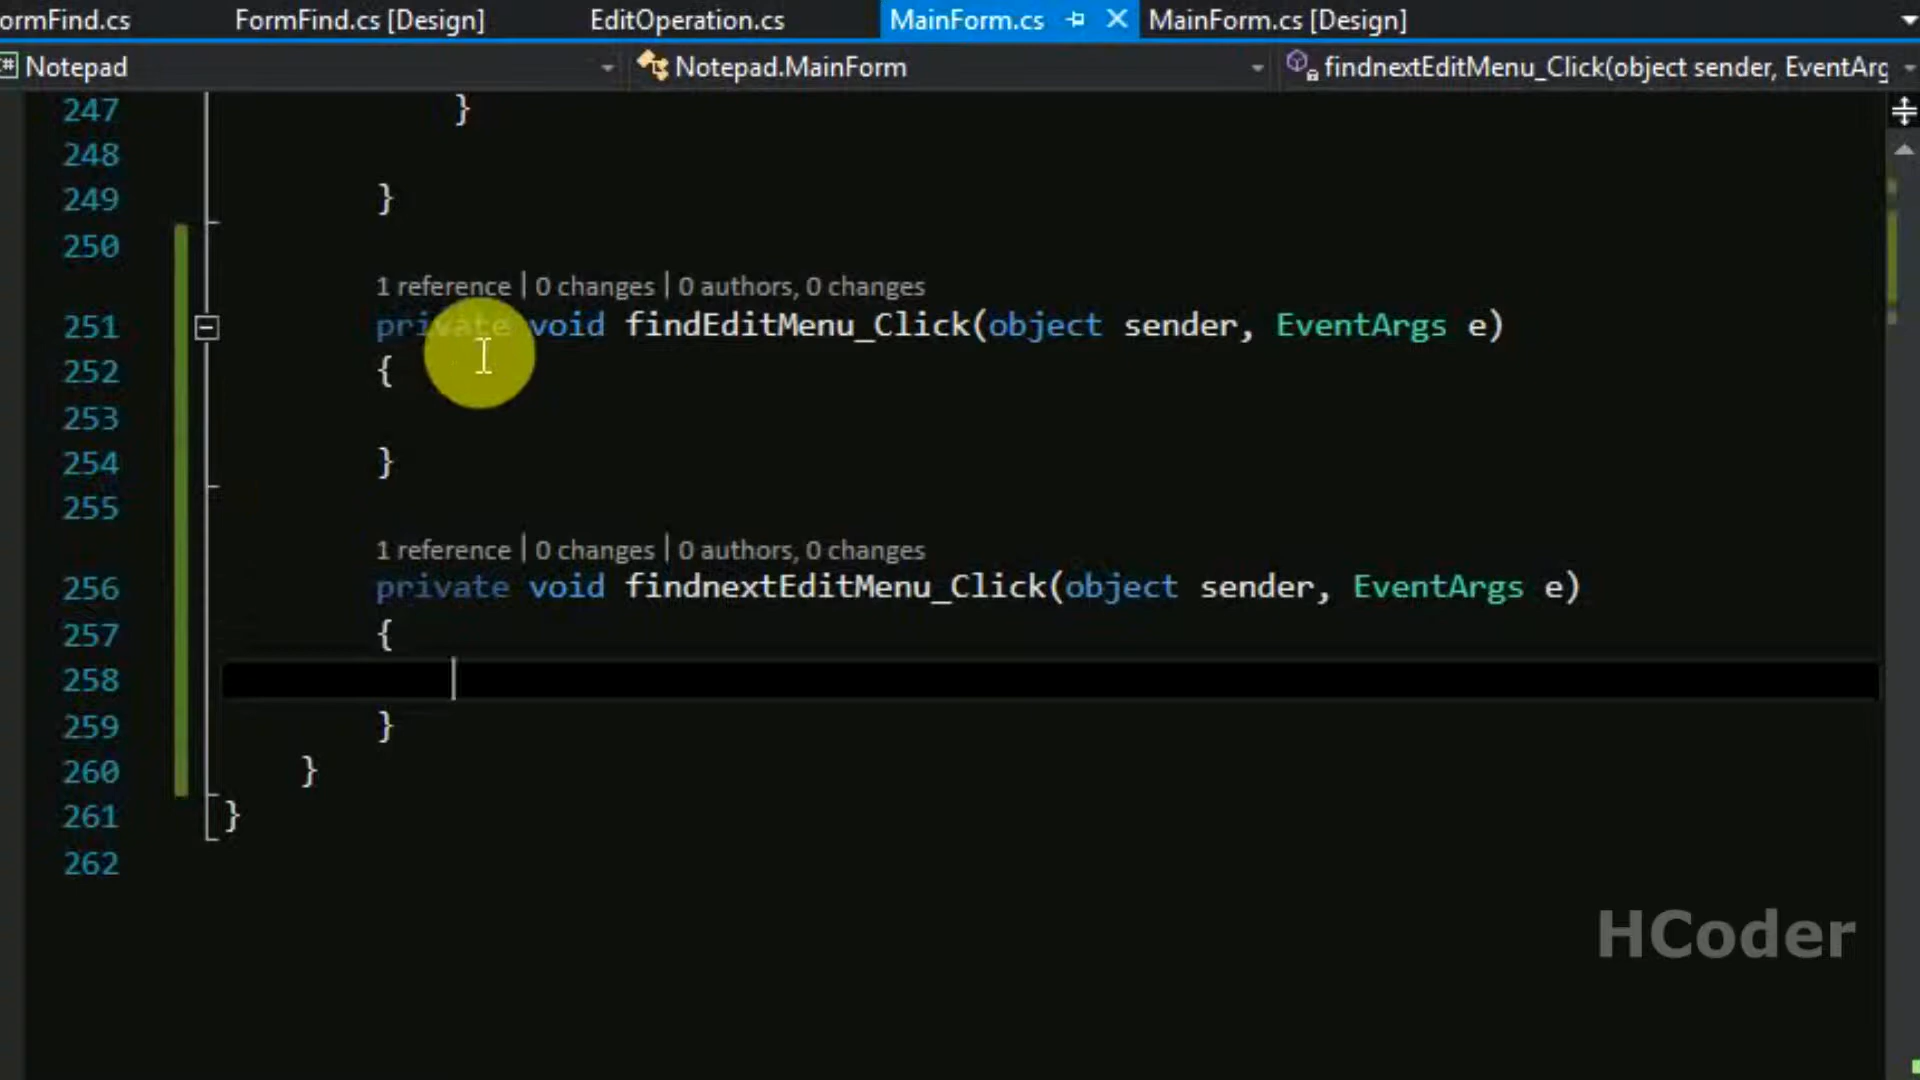 ormFind.cs FormFind.cs [Design] EditOperation.cs MainForm.cs MainForm.cs [Design]
Notepad Notepad.MainForm findnextEditMenu_Click(object sender, EventArg
247 }
248
249 }
250
1 reference | 0 changes | 0 authors, 0 changes
251 private void findEditMenu_Click(object sender, EventArgs e)
252 {
253
254 }
255
1 reference | 0 changes | 0 authors, 0 changes
256 private void findnextEditMenu_Click(object sender, EventArgs e)
257 {
258
259 }
260 }
261 }
262
HCoder